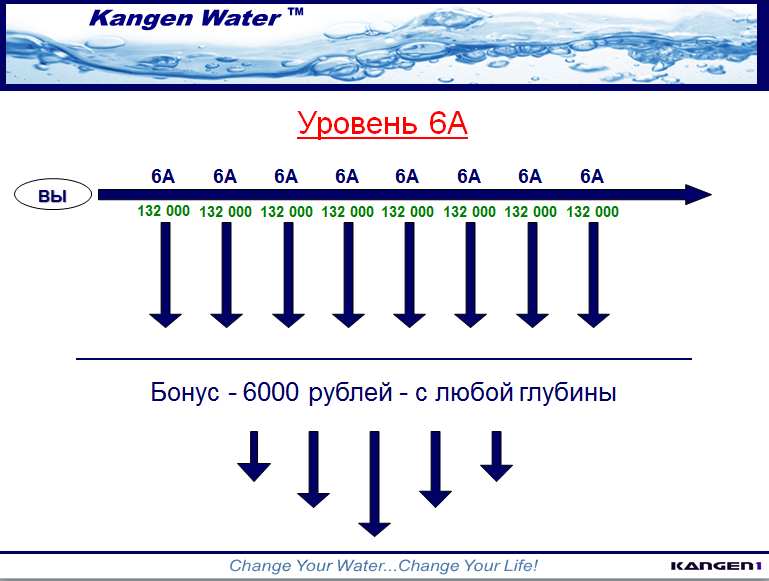 Kangen Water ™
Уровень 6А
6А 6А 6А 6А 6А 6А 6А 6А
ВЫ
132 000 132 000 132 000 132 000 132 000 132 000 132 000 132 000
Бонус - 6000 рублей - с любой глубины
Change Your Water...Change Your Life!
KANGEN1